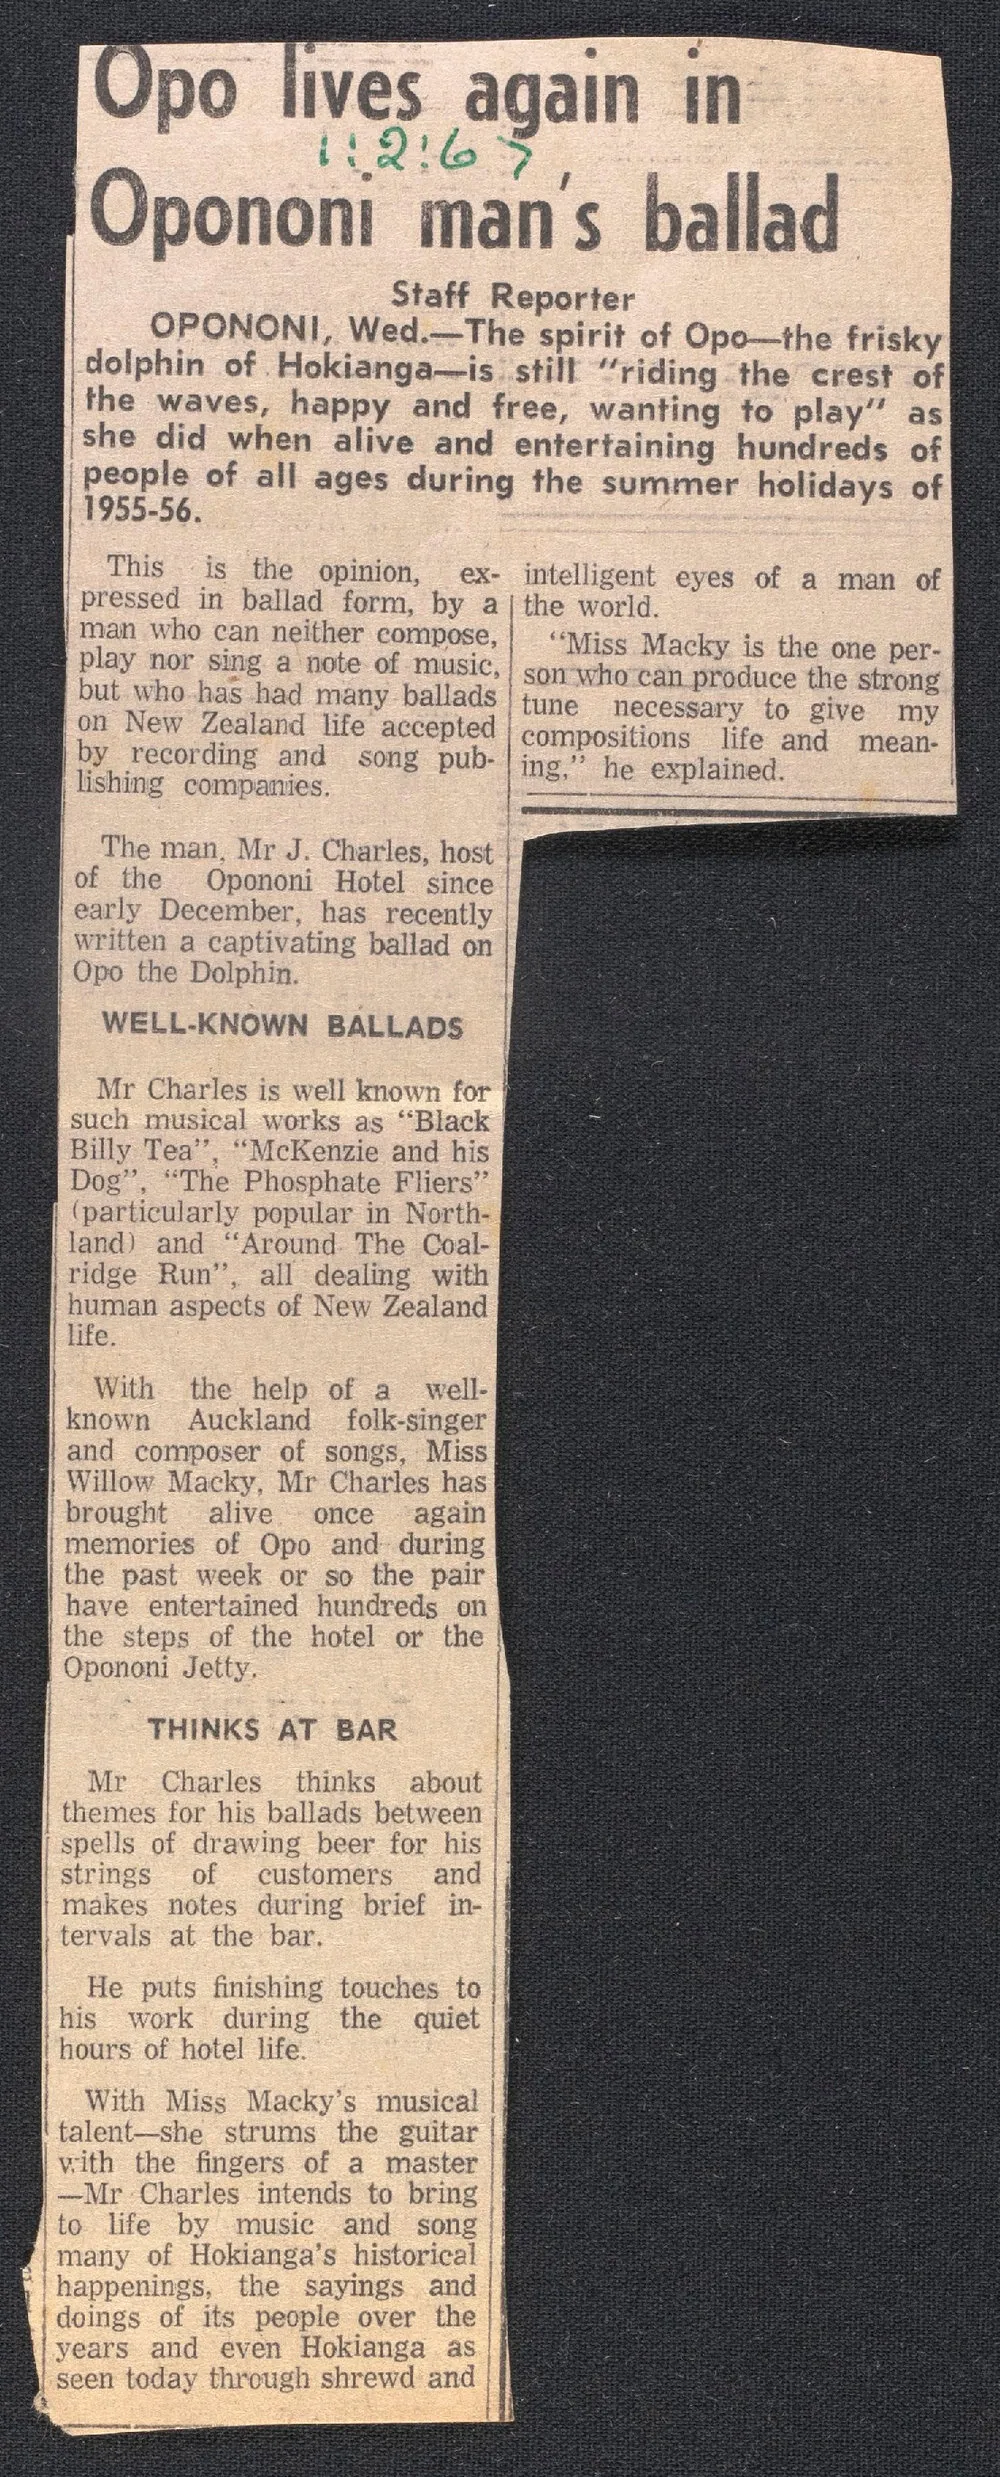 Opo lives again in
1:2:67
Opononi man's ballad
Staff Reporter
OPONONI, Wed.—The spirit of Opo—the frisky
dolphin of Hokianga—is still "riding the crest of
the waves, happy and free, wanting to play" as
she did when alive and entertaining hundreds of
people of all ages during the summer holidays of
1955-56.
This is the opinion, ex-
pressed in ballad form, by a
man who can neither compose,
play nor sing a note of music,
but who has had many ballads
on New Zealand life accepted
by recording and song pub-
lishing companies.
The man, Mr J. Charles, host
of the Opononi Hotel since
early December, has recently
written a captivating ballad on
Opo the Dolphin.
WELL-KNOWN BALLADS
Mr Charles is well known for
such musical works as "Black
Billy Tea", "McKenzie and his
Dog", "The Phosphate Fliers"
(particularly popular in North-
land) and "Around The Coal-
ridge Run", all dealing with
human aspects of New Zealand
life.
With the help of a well-
known Auckland folk-singer
and composer of songs, Miss
Willow Macky, Mr Charles has
brought alive once again
memories of Opo and during
the past week or so the pair
have entertained hundreds on
the steps of the hotel or the
Opononi Jetty.
THINKS AT BAR
Mr Charles thinks about
themes for his ballads between
spells of drawing beer for his
strings of customers and
makes notes during brief in-
tervals at the bar.
He puts finishing touches to
his work during the quiet
hours of hotel life.
With Miss Macky's musical
talent—she strums the guitar
with the fingers of a master
—Mr Charles intends to bring
to life by music and song
many of Hokianga's historical
happenings, the sayings and
doings of its people over the
years and even Hokianga as
seen today through shrewd and
intelligent eyes of a man of
the world.
"Miss Macky is the one per-
son who can produce the strong
tune necessary to give my
compositions life and mean-
ing," he explained.